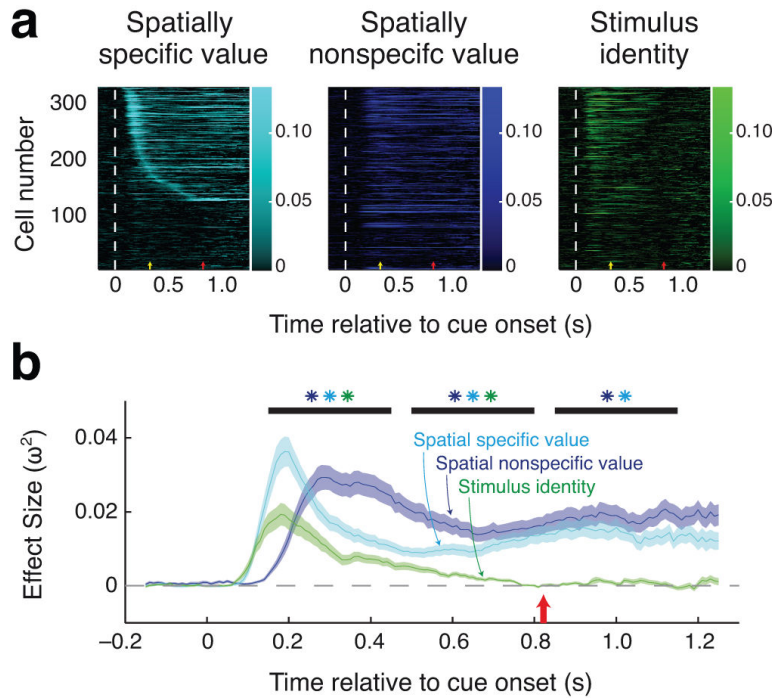 a
Spatially specific value
Spatially nonspecifc value
Stimulus identity
Cell number
300
200
100
0.10
0.05
0
0.10
0.05
0
0.10
0.05
0
0 0.5 1.0
0 0.5 1.0
0 0.5 1.0
Time relative to cue onset (s)
b
Effect Size (ω²)
0.04
0.02
0
* * *
* * *
* *
Spatial specific value
Spatial nonspecific value
Stimulus identity
−0.2 0 0.2 0.4 0.6 0.8 1.0 1.2
Time relative to cue onset (s)